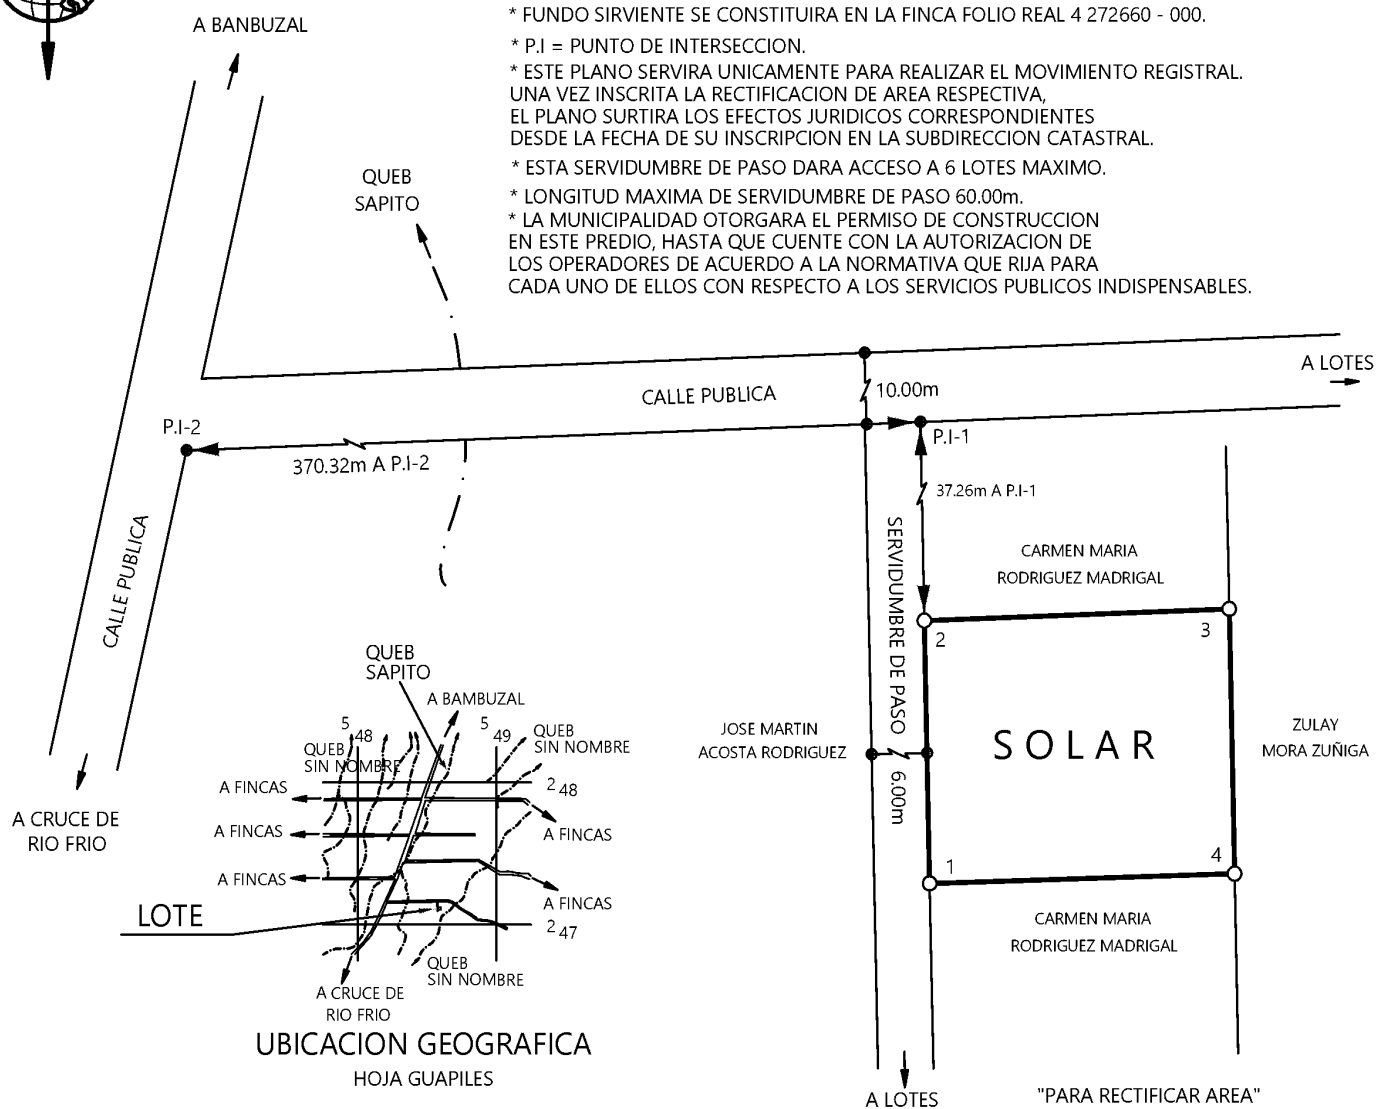 A BANBUZAL
* FUNDO SIRVIENTE SE CONSTITUIRA EN LA FINCA FOLIO REAL 4 272660 - 000.
* P.I = PUNTO DE INTERSECCION.
* ESTE PLANO SERVIRA UNICAMENTE PARA REALIZAR EL MOVIMIENTO REGISTRAL.
UNA VEZ INSCRITA LA RECTIFICACION DE AREA RESPECTIVA,
EL PLANO SURTIRA LOS EFECTOS JURIDICOS CORRESPONDIENTES
DESDE LA FECHA DE SU INSCRIPCION EN LA SUBDIRECCION CATASTRAL.
* ESTA SERVIDUMBRE DE PASO DARA ACCESO A 6 LOTES MAXIMO.
* LONGITUD MAXIMA DE SERVIDUMBRE DE PASO 60.00m.
* LA MUNICIPALIDAD OTORGARA EL PERMISO DE CONSTRUCCION
EN ESTE PREDIO, HASTA QUE CUENTE CON LA AUTORIZACION DE
LOS OPERADORES DE ACUERDO A LA NORMATIVA QUE RIJA PARA
CADA UNO DE ELLOS CON RESPECTO A LOS SERVICIOS PUBLICOS INDISPENSABLES.
QUEB
SAPITO
A LOTES
CALLE PUBLICA
10.00m
P.I-2
P.I-1
370.32m A P.I-2
37.26m A P.I-1
CALLE PUBLICA
SERVIDUMBRE DE PASO
CARMEN MARIA
RODRIGUEZ MADRIGAL
2
3
JOSE MARTIN
ACOSTA RODRIGUEZ
SOLAR
ZULAY
MORA ZUÑIGA
6.00m
1
4
CARMEN MARIA
RODRIGUEZ MADRIGAL
A CRUCE DE
RIO FRIO
QUEB
SAPITO
A BAMBUZAL
5 48
5 49
QUEB
SIN NOMBRE
QUEB
SIN NOMBRE
A FINCAS
2 48
A FINCAS
A FINCAS
A FINCAS
A FINCAS
LOTE
2 47
QUEB
SIN NOMBRE
A CRUCE DE
RIO FRIO
UBICACION GEOGRAFICA
HOJA GUAPILES
A LOTES
"PARA RECTIFICAR AREA"